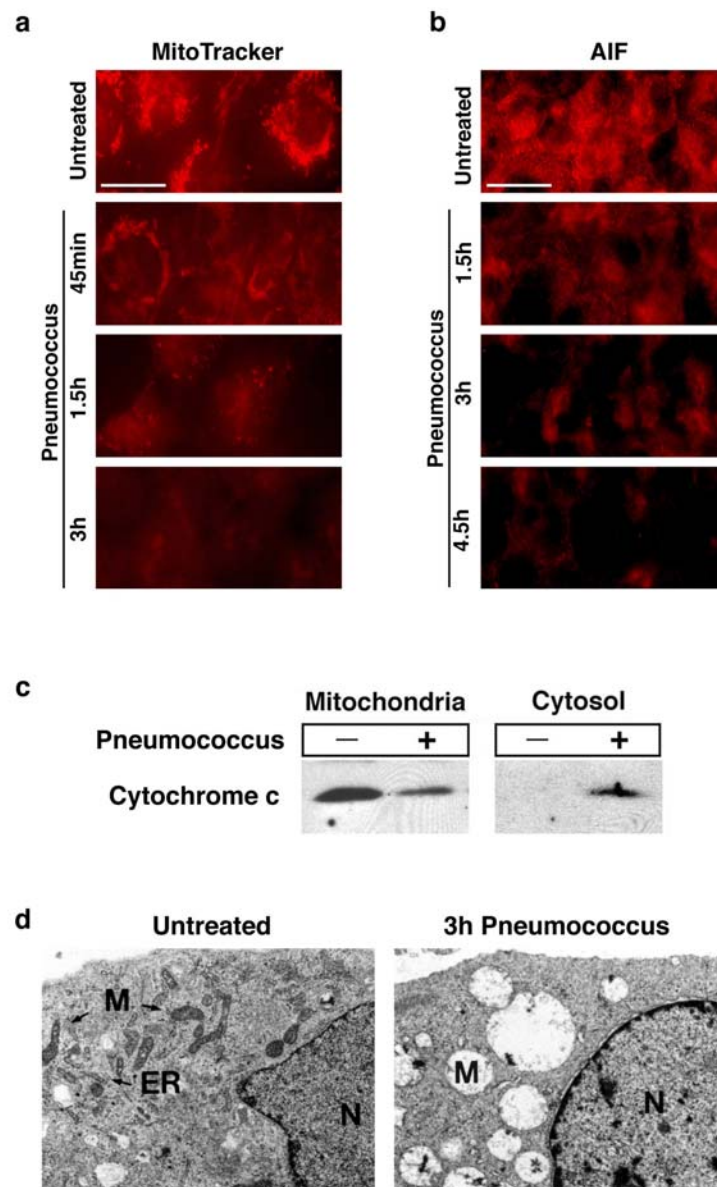 a
MitoTracker
Untreated
Pneumococcus
45min
1.5h
3h
b
AIF
Untreated
Pneumococcus
1.5h
3h
4.5h
c
Mitochondria
Cytosol
Pneumococcus
— + — +
Cytochrome c
d
Untreated
3h Pneumococcus
M
ER
N
M
N